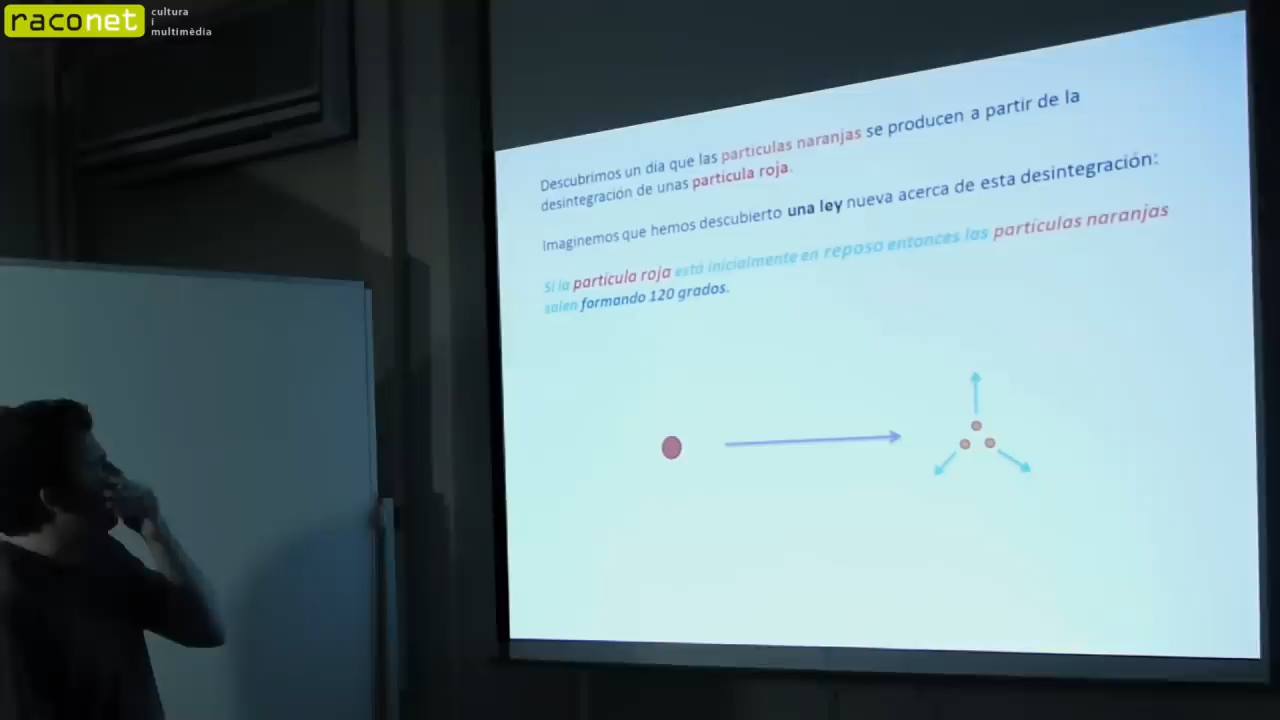 raconet
cultura
i
multimèdia
Descubrimos un día que las partículas naranjas se producen a partir de la
desintegración de unas partícula roja.
Imaginemos que hemos descubierto una ley nueva acerca de esta desintegración:
Si la partícula roja está inicialmente en reposo entonces las partículas naranjas
salen formando 120 grados.